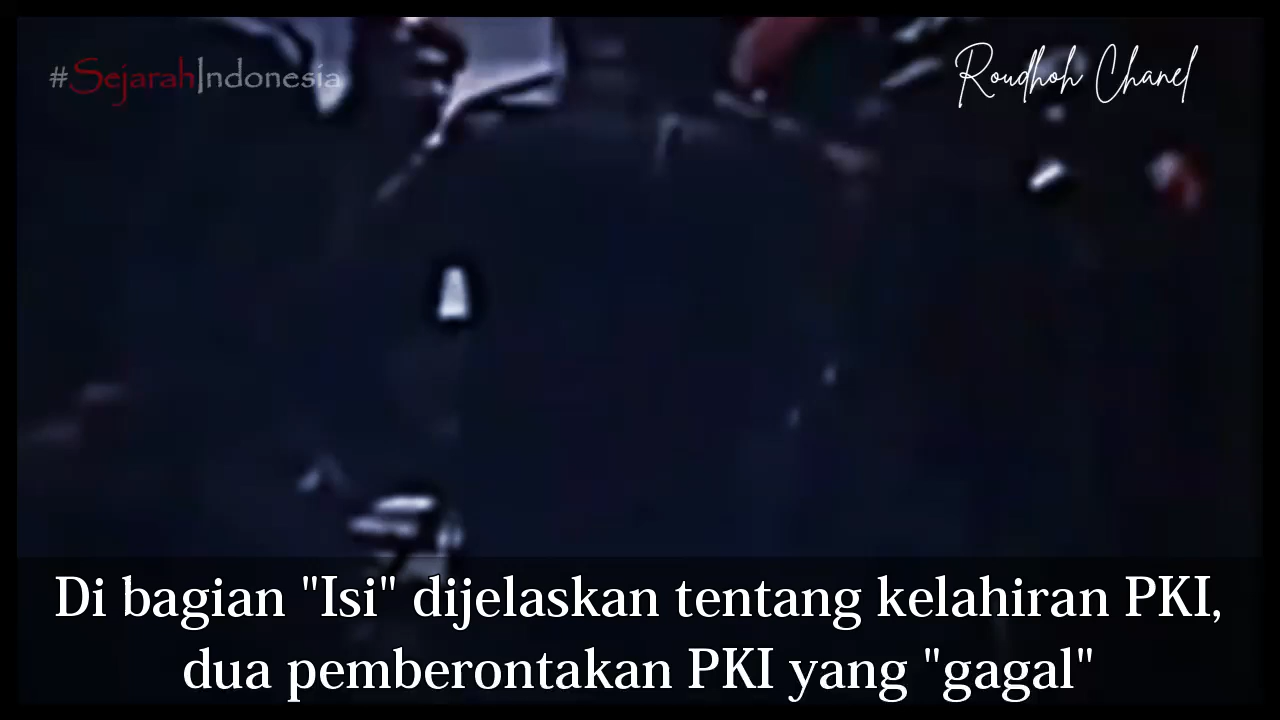 #SejarahIndonesia
Roudhoh Chanel
Di bagian "Isi" dijelaskan tentang kelahiran PKI,
dua pemberontakan PKI yang "gagal"